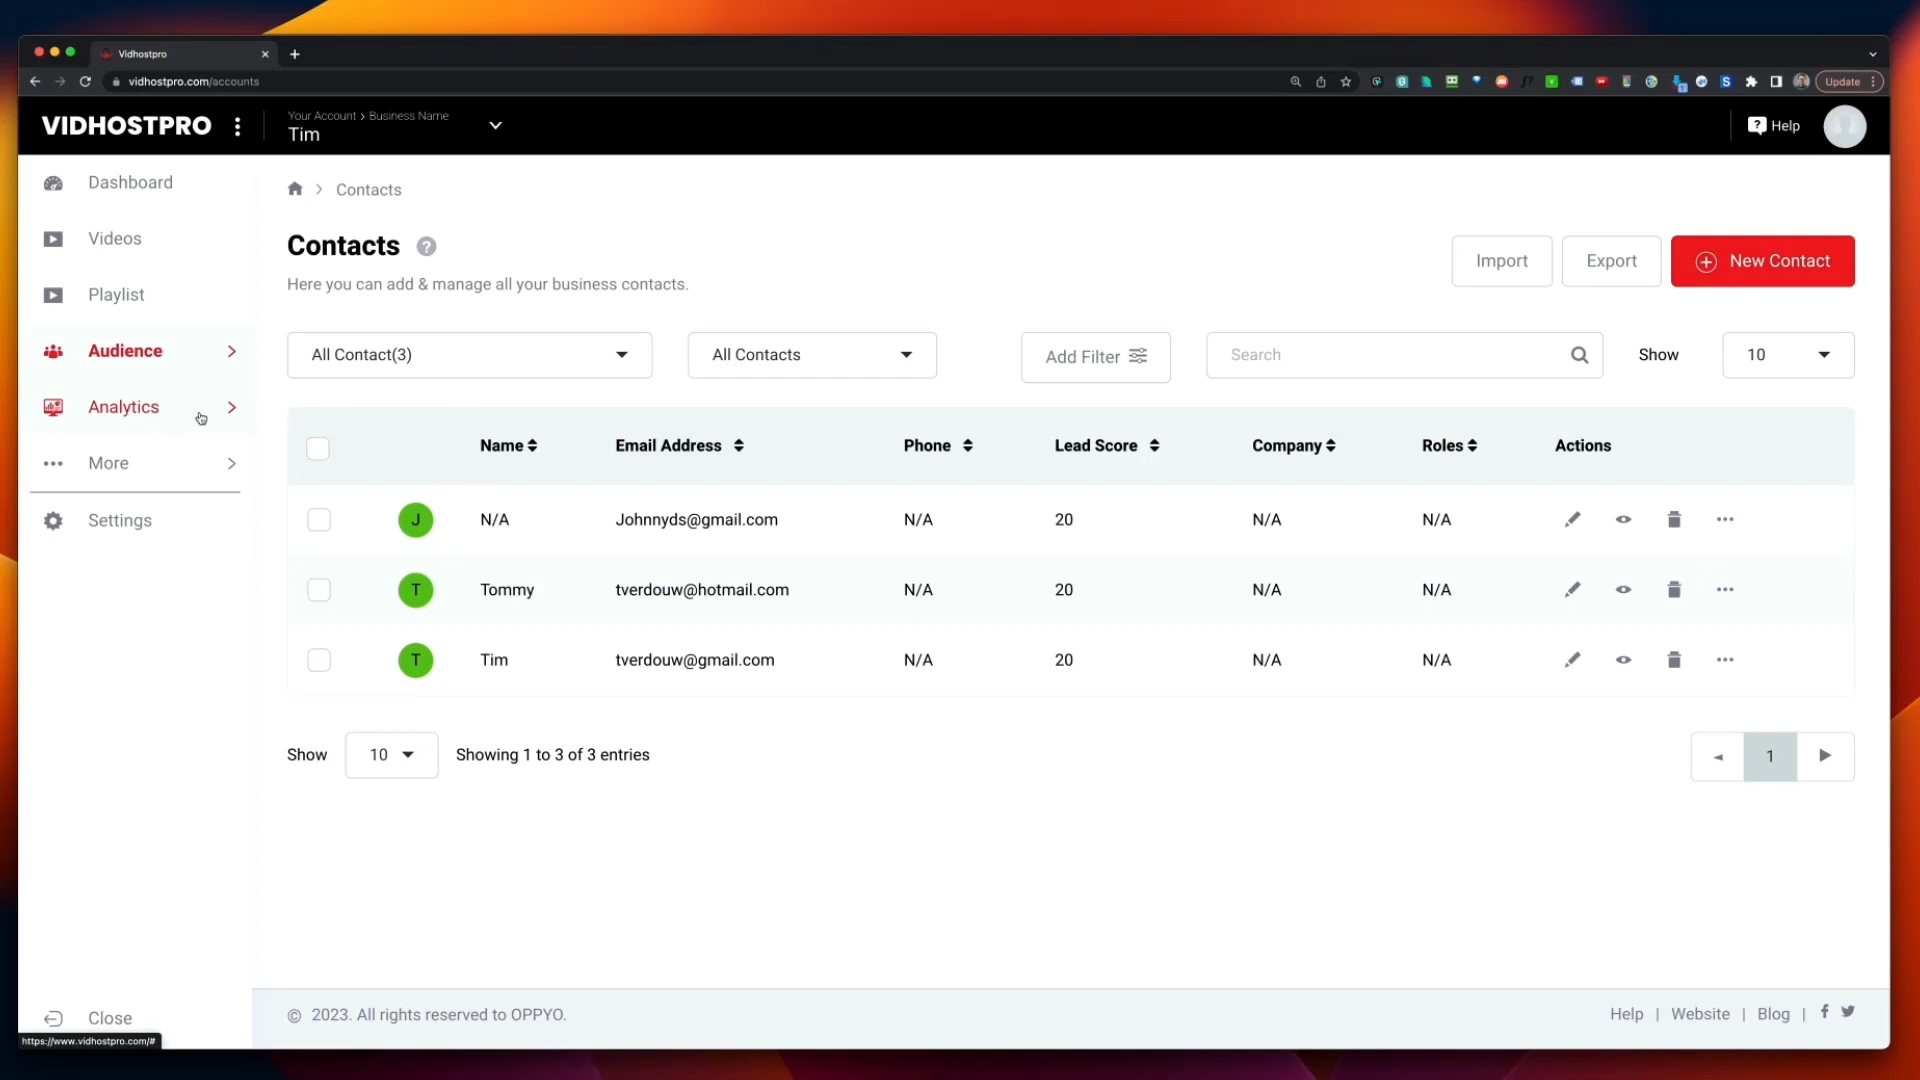 Vidhostpro
vidhostpro.com/accounts
Update
VIDHOSTPRO
Your Account > Business Name
Tim
Help
Dashboard
Videos
Playlist
Audience
Analytics
More
Settings
Close
https://www.vidhostpro.com/#
Contacts
Contacts
Here you can add & manage all your business contacts.
Import
Export
New Contact
All Contact(3)
All Contacts
Add Filter
Search
Show
10
Name Email Address Phone Lead Score Company Roles Actions
J N/A Johnnyds@gmail.com N/A 20 N/A N/A
T Tommy tverdouw@hotmail.com N/A 20 N/A N/A
T Tim tverdouw@gmail.com N/A 20 N/A N/A
Show 10 Showing 1 to 3 of 3 entries
1
© 2023. All rights reserved to OPPYO.
Help | Website | Blog |